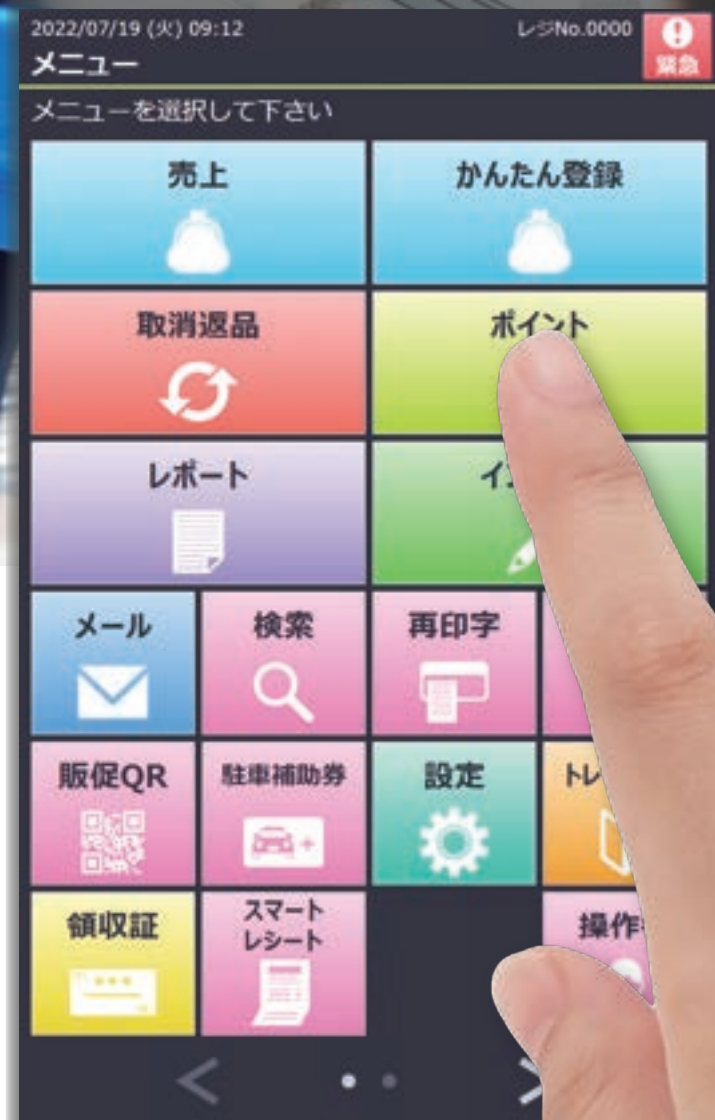 2022/07/19 (火) 09:12
レジNo.0000
緊急
メニュー
メニューを選択して下さい
売上
かんたん登録
取消返品
ポイント
レポート
メール
検索
再印字
販促QR
駐車補助券
設定
領収証
スマート
レシート